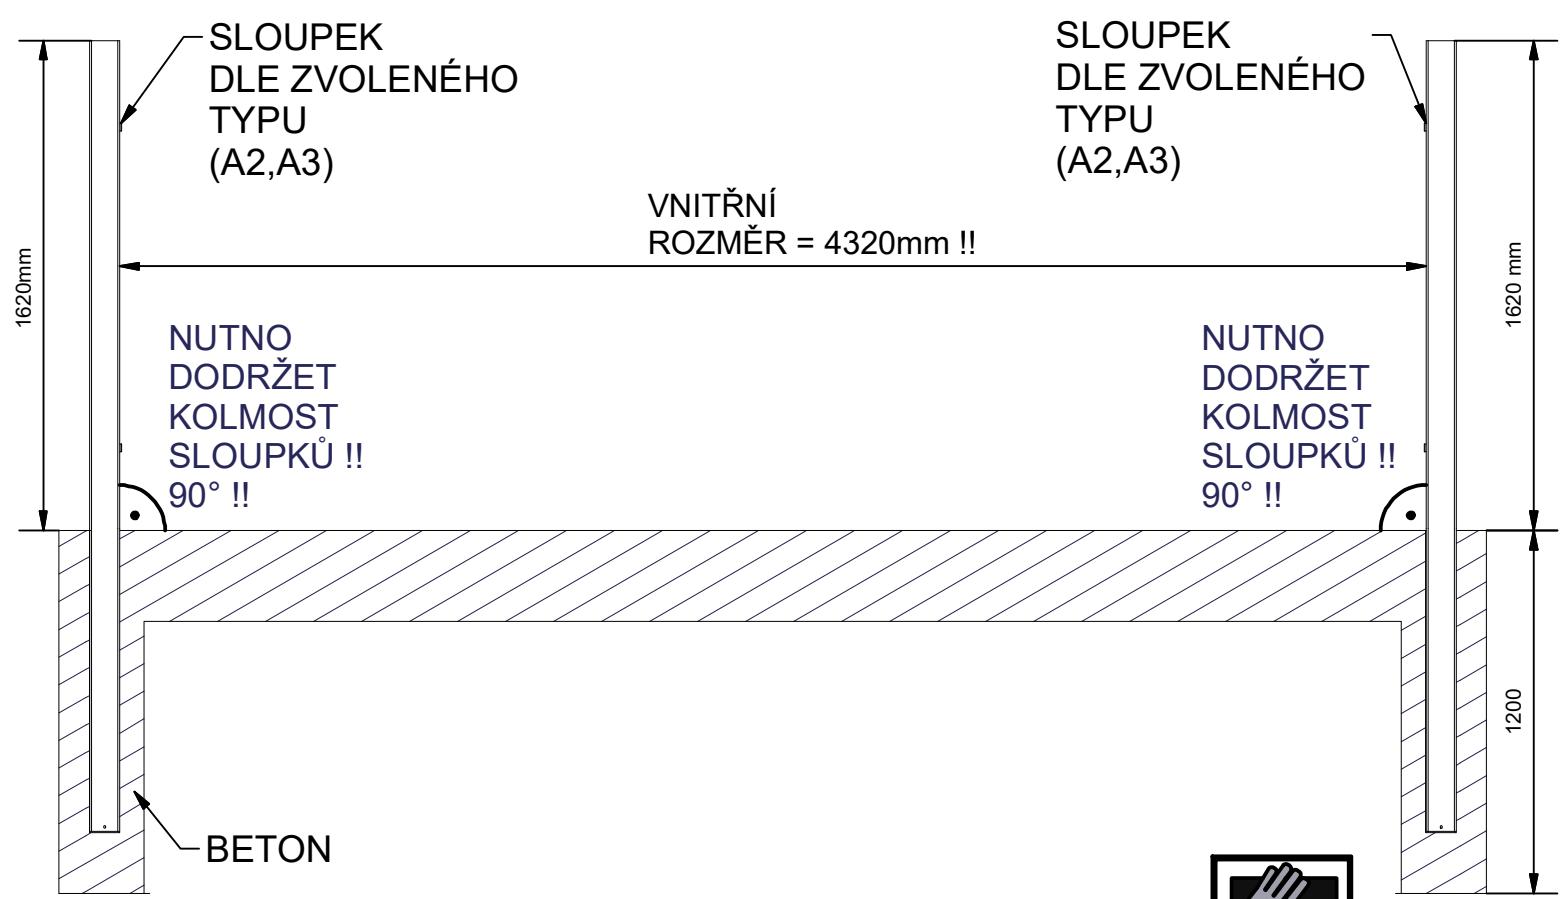 SLOUPEK
DLE ZVOLENÉHO
TYPU
(A2,A3)
SLOUPEK
DLE ZVOLENÉHO
TYPU
(A2,A3)
VNITŘNÍ
ROZMĚR = 4320mm !!
1620mm
1620 mm
NUTNO
DODRŽET
KOLMOST
SLOUPKŮ !!
90° !!
NUTNO
DODRŽET
KOLMOST
SLOUPKŮ !!
90° !!
1200
BETON